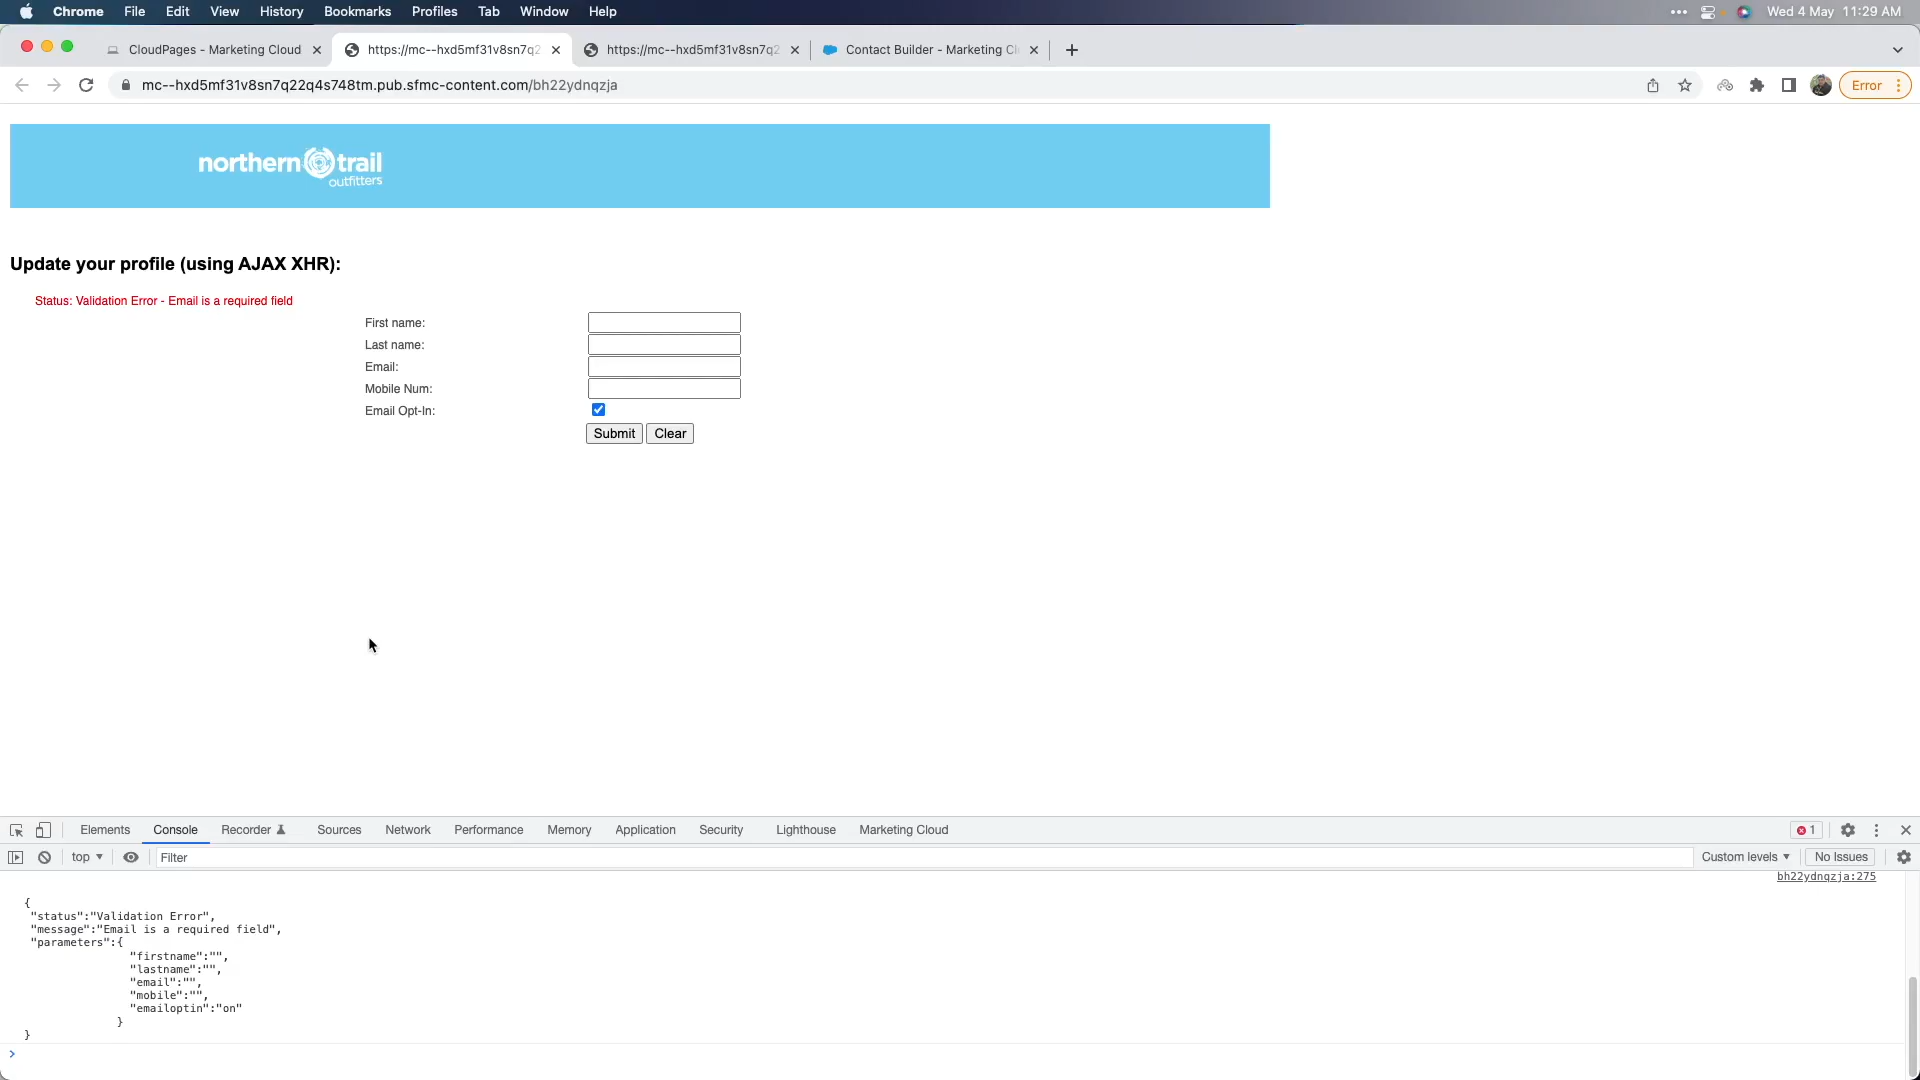 Chrome File Edit View History Bookmarks Profiles Tab Window Help Wed 4 May 11:29 AM
CloudPages - Marketing Cloud https://mc--hxd5mf31v8sn7q2 https://mc--hxd5mf31v8sn7q2 Contact Builder - Marketing Cl
mc--hxd5mf31v8sn7q22q4s748tm.pub.sfmc-content.com/bh22ydnqzja Error
northern trail
outfitters
Update your profile (using AJAX XHR):
Status: Validation Error - Email is a required field
First name:
Last name:
Email:
Mobile Num:
Email Opt-In:
Submit Clear
Elements Console Recorder Sources Network Performance Memory Application Security Lighthouse Marketing Cloud 1
top Filter Custom levels No Issues
bh22ydnqzja:275
{
"status":"Validation Error",
"message":"Email is a required field",
"parameters":{
"firstname":"",
"lastname":"",
"email":"",
"mobile":"",
"emailoptin":"on"
}
}